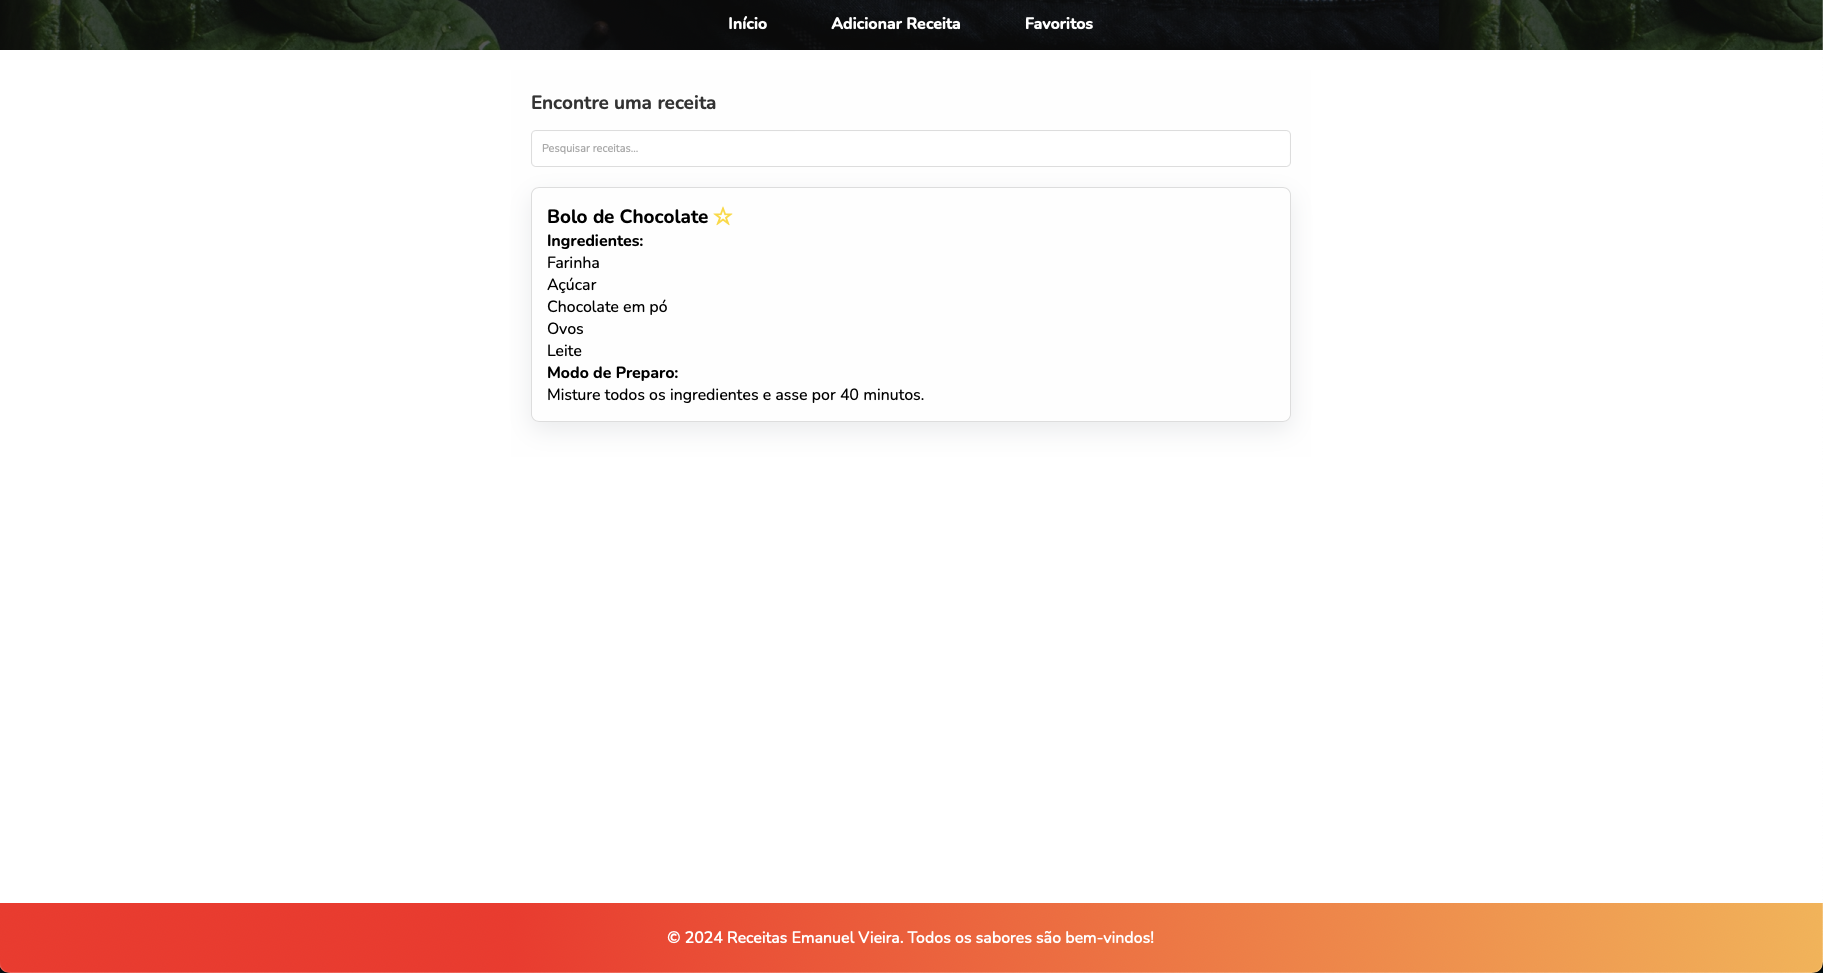 Início Adicionar Receita Favoritos
Encontre uma receita
Pesquisar receitas...
Bolo de Chocolate ☆
Ingredientes:
Farinha
Açúcar
Chocolate em pó
Ovos
Leite
Modo de Preparo:
Misture todos os ingredientes e asse por 40 minutos.
© 2024 Receitas Emanuel Vieira. Todos os sabores são bem-vindos!